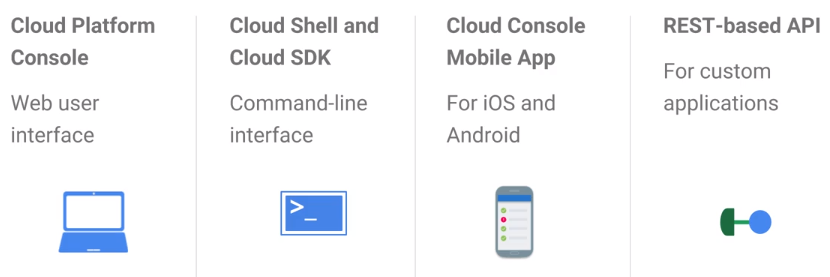 Cloud Platform
Console
Web user
interface
Cloud Shell and
Cloud SDK
Command-line
interface
>_
Cloud Console
Mobile App
For iOS and
Android
REST-based API
For custom
applications